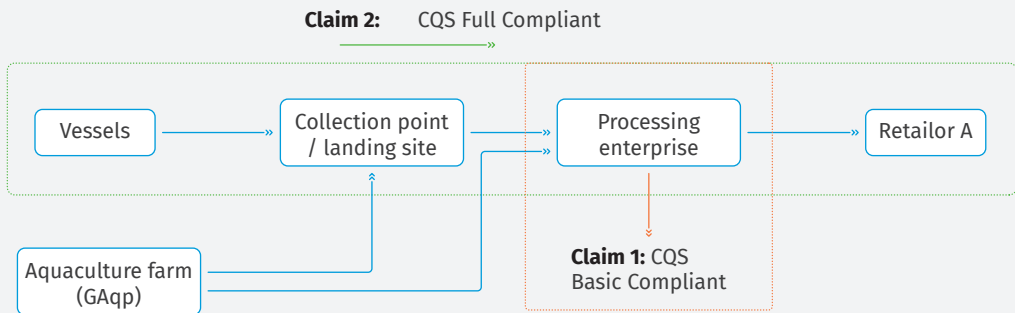 Claim 2: CQS Full Compliant
Vessels
Collection point
/ landing site
Processing
enterprise
Retailor A
Aquaculture farm
(GAqp)
Claim 1: CQS
Basic Compliant